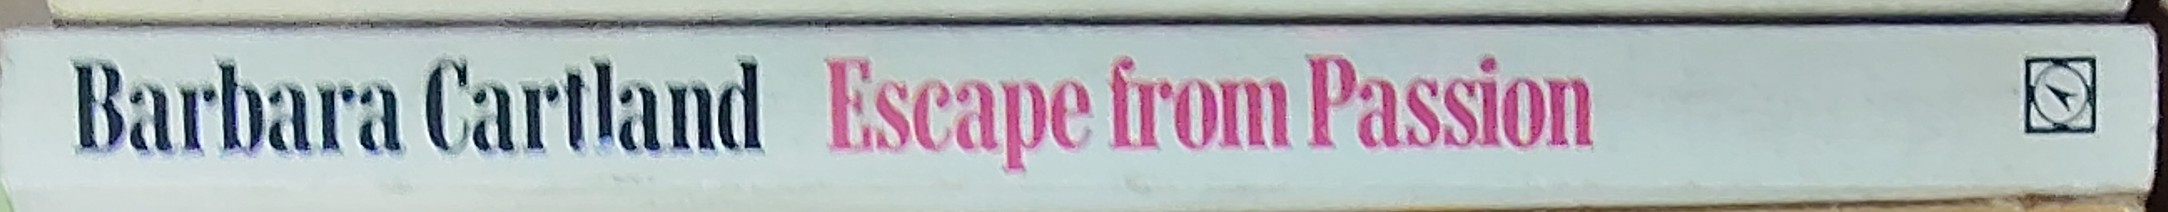 Barbara Cartland Escape from Passion